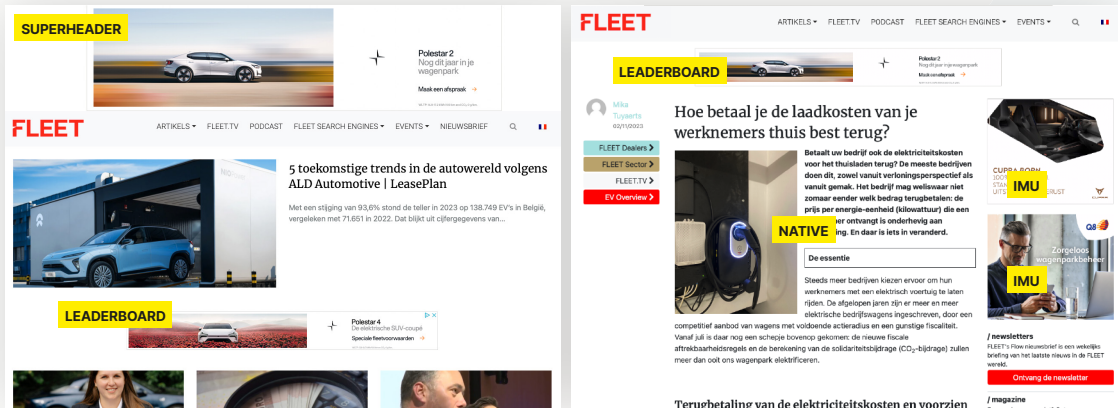 SUPERHEADER
Polestar 2
Nog dit jaar in je
wagenpark
Maak een afspraak →
FLEET
ARTIKELS FLEET.TV PODCAST FLEET SEARCH ENGINES EVENTS NIEUWSBRIEF
5 toekomstige trends in de autowereld volgens
ALD Automotive | LeasePlan
Met een stijging van 93,6% stond de teller in 2023 op 138.749 EV's in België,
vergeleken met 71.651 in 2022. Dat blijkt uit cijfergegevens van...
LEADERBOARD
Polestar 4
De elektrische SUV-coupé
Speciale fleetvoorwaarden →
FLEET
ARTIKELS FLEET.TV PODCAST FLEET SEARCH ENGINES EVENTS
LEADERBOARD
Polestar 2
Nog dit jaar in je wagenpark
Maak een afspraak →
Mika
Tuyaerts
02/11/2023
FLEET Dealers
FLEET Sector
FLEET.TV
EV Overview
Hoe betaal je de laadkosten van je
werknemers thuis best terug?
Betaalt uw bedrijf ook de elektriciteitskosten
voor het thuisladen terug? De meeste bedrijven
doen dit, zowel vanuit verloningsperspectief als
vanuit gemak. Het bedrag mag weliswaar niet
zomaar eender welk bedrag terugbetalen: de
prijs per energie-eenheid (kilowattuur) die een
er ontvangt is onderhevig aan
ing. En daar is iets in veranderd.
NATIVE
De essentie
Steeds meer bedrijven kiezen ervoor om hun
werknemers met een elektrisch voertuig te laten
rijden. De afgelopen jaren zijn er meer en meer
elektrische bedrijfswagens ingeschreven, door een
competitief aanbod van wagens met voldoende actieradius en een gunstige fiscaliteit.
Vanaf juli is daar nog een schepje bovenop gekomen: de nieuwe fiscale
aftrekbaarheidsregels en de berekening van de solidariteitsbijdrage (CO₂-bijdrage) zullen
meer dan ooit ons wagenpark elektrificeren.
Terugbetaling van de elektriciteitskosten en voorzien
CUPRA BORN
IMU
CUPRA
Q8
Zorgeloos
wagenparkbeheer
IMU
/ newsletters
FLEET's Flow nieuwsbrief is een wekelijks
briefing van het laatste nieuws in de FLEET
wereld.
Ontvang de newsletter
/ magazine